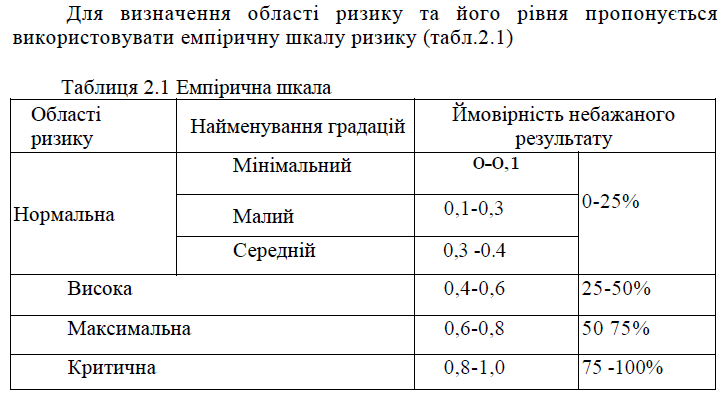 Для визначення області ризику та його рівня пропонується
використовувати емпіричну шкалу ризику (табл.2.1)
Таблиця 2.1 Емпірична шкала
Області
ризику
Найменування градацій
Ймовірність небажаного
результату
Нормальна
Мінімальний
0-0,1
0-25%
Малий
0,1-0,3
Середній
0,3 -0.4
Висока
0,4-0,6
25-50%
Максимальна
0,6-0,8
50 75%
Критична
0,8-1,0
75 -100%